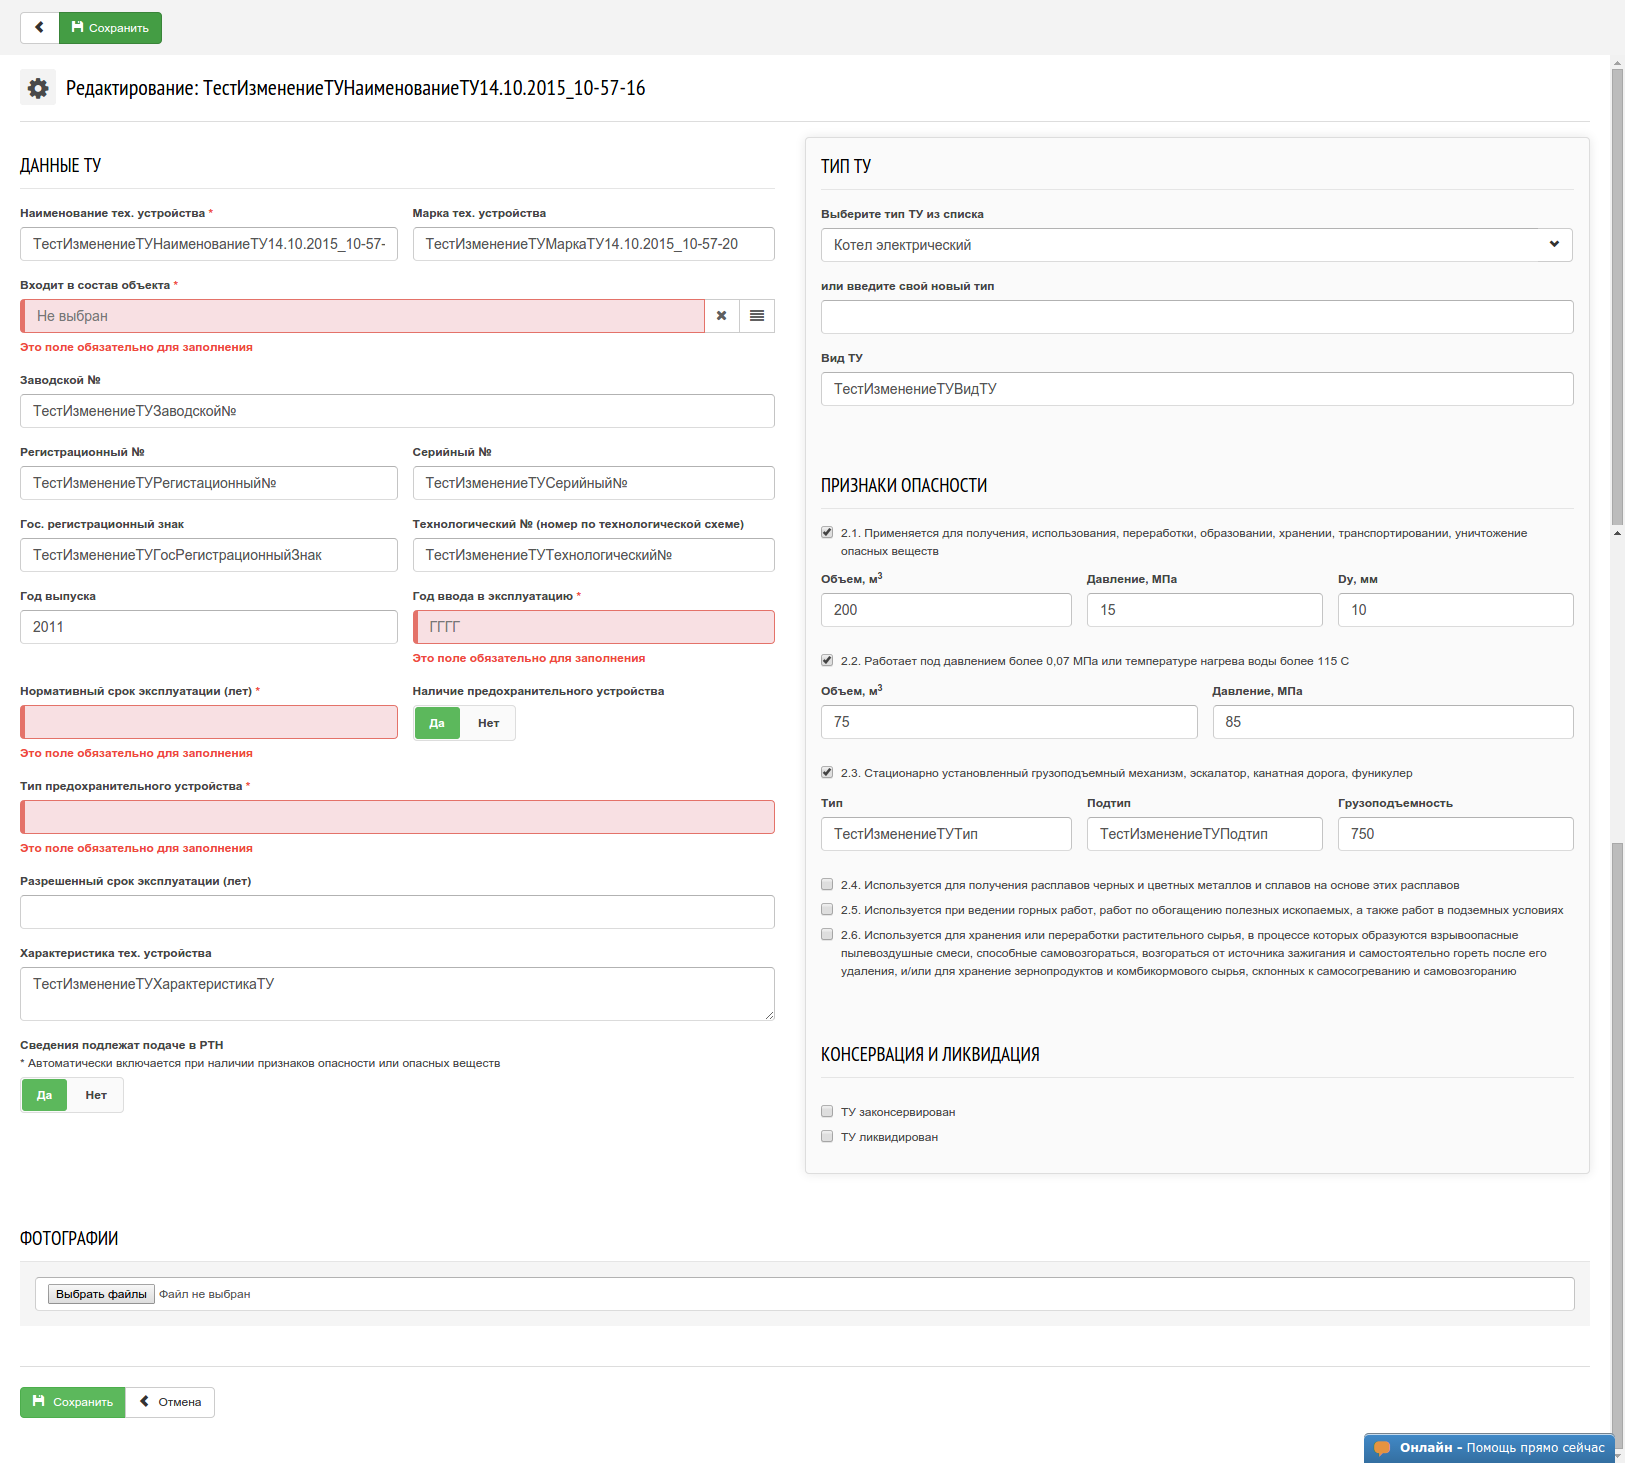 Сохранить
Редактирование: ТестИзменениеТУНаименованиеТУ14.10.2015_10-57-16
ДАННЫЕ ТУ
Наименование тех. устройства *
Марка тех. устройства
ТестИзменениеТУНаименованиеТУ14.10.2015_10-57-
ТестИзменениеТУМаркаТУ14.10.2015_10-57-20
Входит в состав объекта *
Не выбран
Это поле обязательно для заполнения
Заводской №
ТестИзменениеТУЗаводской№
Регистрационный №
Серийный №
ТестИзменениеТУРегистационный№
ТестИзменениеТУСерийный№
Гос. регистрационный знак
Технологический № (номер по технологической схеме)
ТестИзменениеТУГосРегистрационныйЗнак
ТестИзменениеТУТехнологический№
Год выпуска
Год ввода в эксплуатацию *
2011
ГГГГ
Это поле обязательно для заполнения
Нормативный срок эксплуатации (лет) *
Наличие предохранительного устройства
Да
Нет
Это поле обязательно для заполнения
Тип предохранительного устройства *
Это поле обязательно для заполнения
Разрешенный срок эксплуатации (лет)
Характеристика тех. устройства
ТестИзменениеТУХарактеристикаТУ
Сведения подлежат подаче в РТН
* Автоматически включается при наличии признаков опасности или опасных веществ
Да
Нет
ТИП ТУ
Выберите тип ТУ из списка
Котел электрический
или введите свой новый тип
Вид ТУ
ТестИзменениеТУВидТУ
ПРИЗНАКИ ОПАСНОСТИ
2.1. Применяется для получения, использования, переработки, образовании, хранении, транспортировании, уничтожение
опасных веществ
Объем, м³
Давление, МПа
Dy, мм
200
15
10
2.2. Работает под давлением более 0,07 МПа или температуре нагрева воды более 115 С
Объем, м³
Давление, МПа
75
85
2.3. Стационарно установленный грузоподъемный механизм, эскалатор, канатная дорога, фуникулер
Тип
Подтип
Грузоподъемность
ТестИзменениеТУТип
ТестИзменениеТУПодтип
750
2.4. Используется для получения расплавов черных и цветных металлов и сплавов на основе этих расплавов
2.5. Используется при ведении горных работ, работ по обогащению полезных ископаемых, а также работ в подземных условиях
2.6. Используется для хранения или переработки растительного сырья, в процессе которых образуются взрывоопасные
пылевоздушные смеси, способные самовозгораться, возгораться от источника зажигания и самостоятельно гореть после его
удаления, и/или для хранение зернопродуктов и комбикормового сырья, склонных к самосогреванию и самовозгоранию
КОНСЕРВАЦИЯ И ЛИКВИДАЦИЯ
ТУ законсервирован
ТУ ликвидирован
ФОТОГРАФИИ
Выбрать файлы Файл не выбран
Сохранить
Отмена
Онлайн – Помощь прямо сейчас